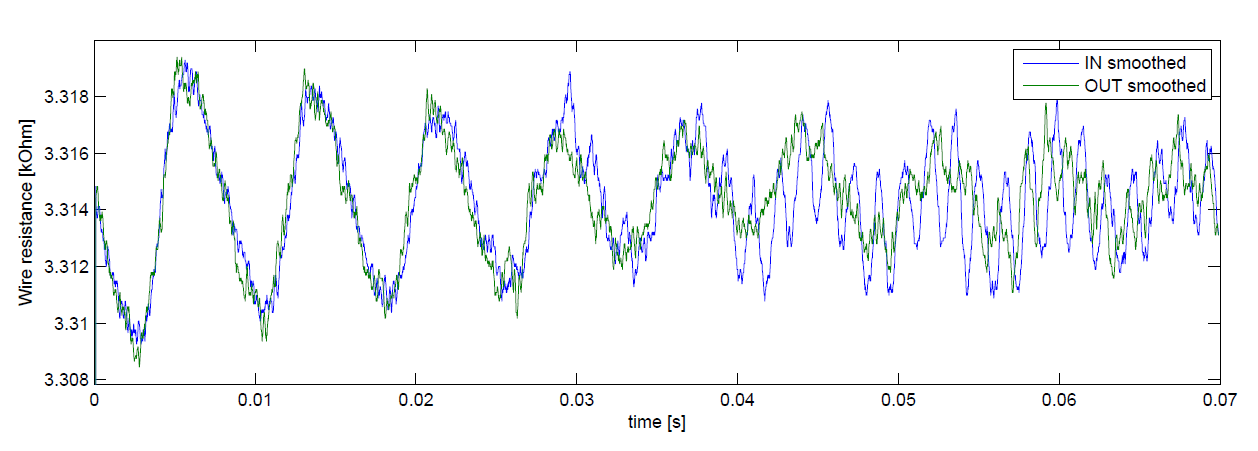 IN smoothed
OUT smoothed
3.318
3.316
3.314
3.312
3.31
3.308
Wire resistance [kOhm]
0 0.01 0.02 0.03 0.04 0.05 0.06 0.07
time [s]